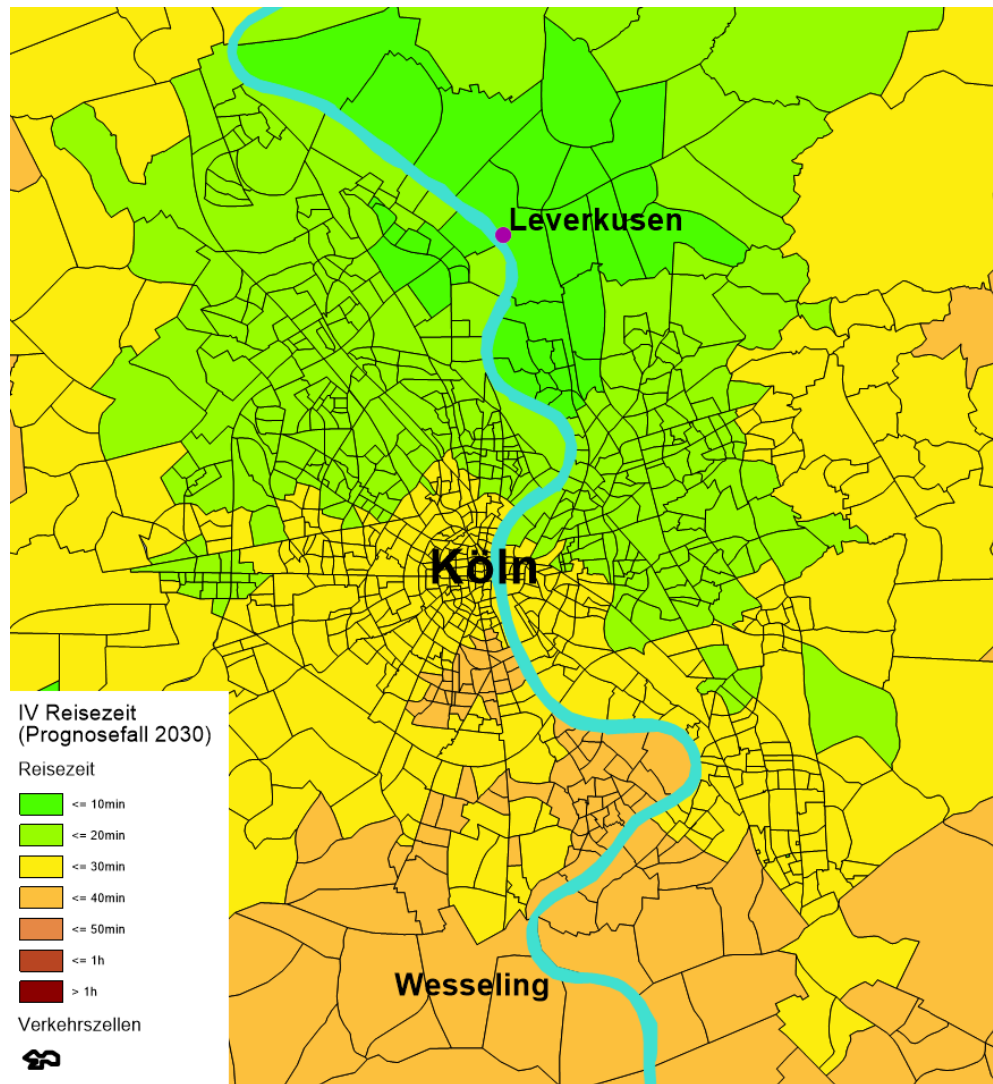 Leverkusen
Köln
Wesseling
IV Reisezeit
(Prognosefall 2030)
Reisezeit
<= 10min
<= 20min
<= 30min
<= 40min
<= 50min
<= 1h
> 1h
Verkehrszellen